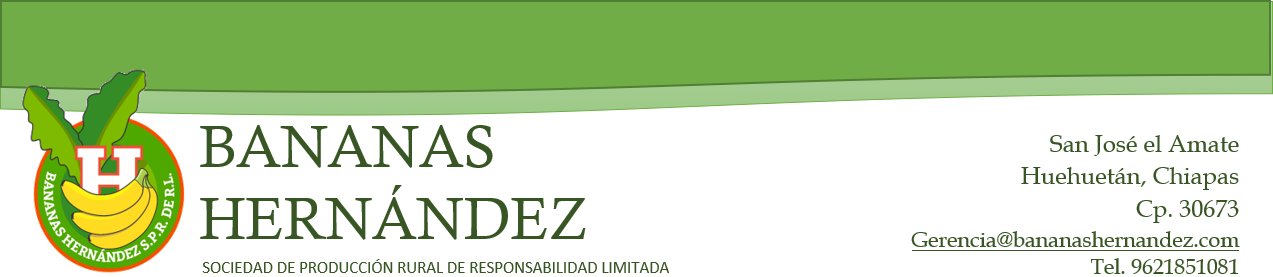 BANANAS
HERNÁNDEZ
SOCIEDAD DE PRODUCCIÓN RURAL DE RESPONSABILIDAD LIMITADA
H
BANANAS HERNÁNDEZ S.P.R. DE R.L.
San José el Amate
Huehuetán, Chiapas
Cp. 30673
Gerencia@bananashernandez.com
Tel. 9621851081